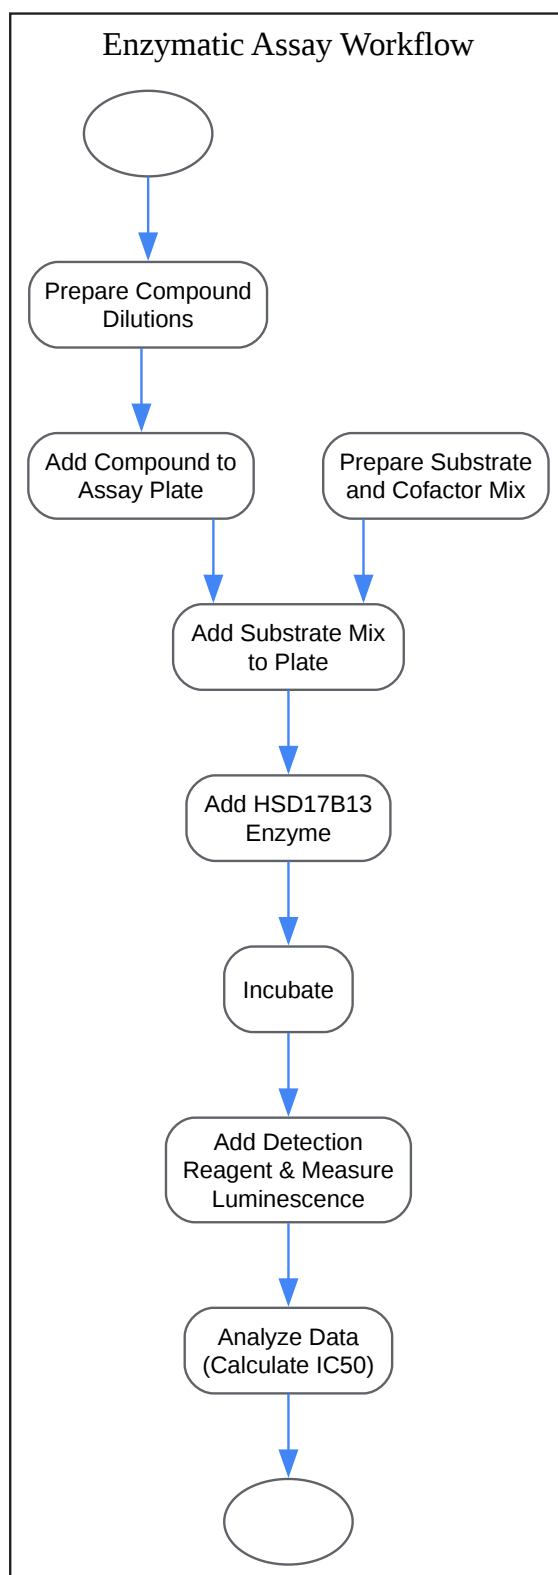 Enzymatic Assay Workflow
Prepare Compound
Dilutions
Add Compound to
Assay Plate
Prepare Substrate
and Cofactor Mix
Add Substrate Mix
to Plate
Add HSD17B13
Enzyme
Incubate
Add Detection
Reagent & Measure
Luminescence
Analyze Data
(Calculate IC50)